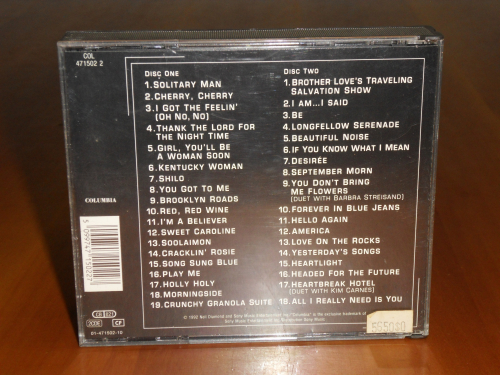 COL
471502 2
DISC ONE
1. SOLITARY MAN
2. CHERRY, CHERRY
3. I GOT THE FEELIN'
(OH NO, NO)
4. THANK THE LORD FOR
THE NIGHT TIME
5. GIRL, YOU'LL BE
A WOMAN SOON
6. KENTUCKY WOMAN
7. SHILO
8. YOU GOT TO ME
9. BROOKLYN ROADS
10. RED, RED WINE
11. I'M A BELIEVER
12. SWEET CAROLINE
13. SOOLAIMON
14. CRACKLIN' ROSIE
15. SONG SUNG BLUE
16. PLAY ME
17. HOLLY HOLY
18. MORNINGSIDE
19. CRUNCHY GRANOLA SUITE
DISC TWO
1. BROTHER LOVE'S TRAVELING
SALVATION SHOW
2. I AM...I SAID
3. BE
4. LONGFELLOW SERENADE
5. BEAUTIFUL NOISE
6. IF YOU KNOW WHAT I MEAN
7. DESIRÉE
8. SEPTEMBER MORN
9. YOU DON'T BRING
ME FLOWERS
(DUET WITH BARBRA STREISAND)
10. FOREVER IN BLUE JEANS
11. HELLO AGAIN
12. AMERICA
13. LOVE ON THE ROCKS
14. YESTERDAY'S SONGS
15. HEARTLIGHT
16. HEADED FOR THE FUTURE
17. HEARTBREAK HOTEL
(DUET WITH KIM CARNES)
18. ALL I REALLY NEED IS YOU
COLUMBIA
5 099747 150227
01-471502-10